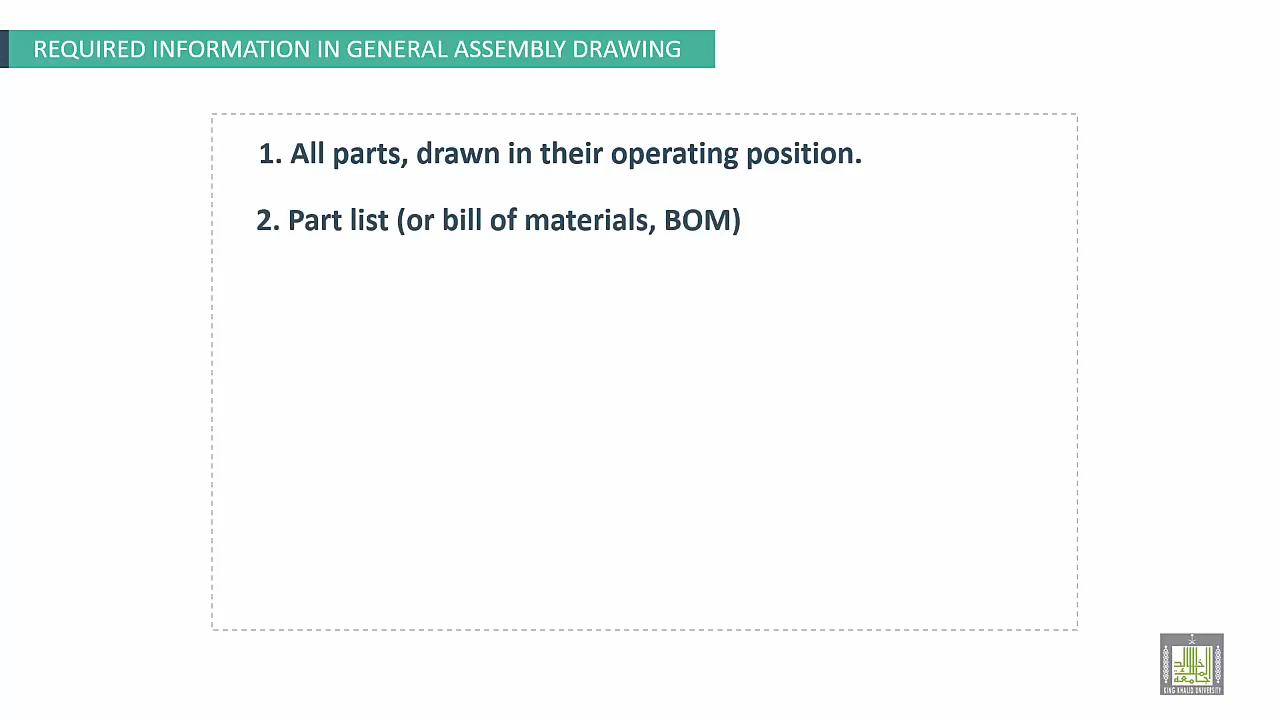 REQUIRED INFORMATION IN GENERAL ASSEMBLY DRAWING
1. All parts, drawn in their operating position.
2. Part list (or bill of materials, BOM)
KING KHALID UNIVERSITY